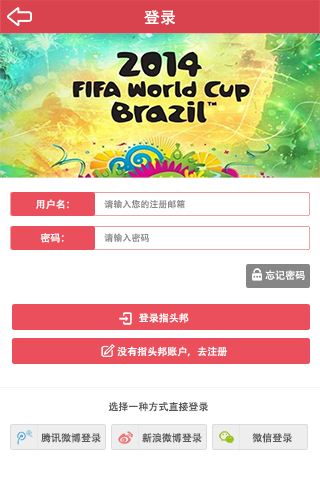 登录
2014
FIFA World Cup
Brazil™
用户名： 请输入您的注册邮箱
密码： 请输入密码
忘记密码
登录指头邦
没有指头邦账户，去注册
选择一种方式直接登录
腾讯微博登录 新浪微博登录 微信登录